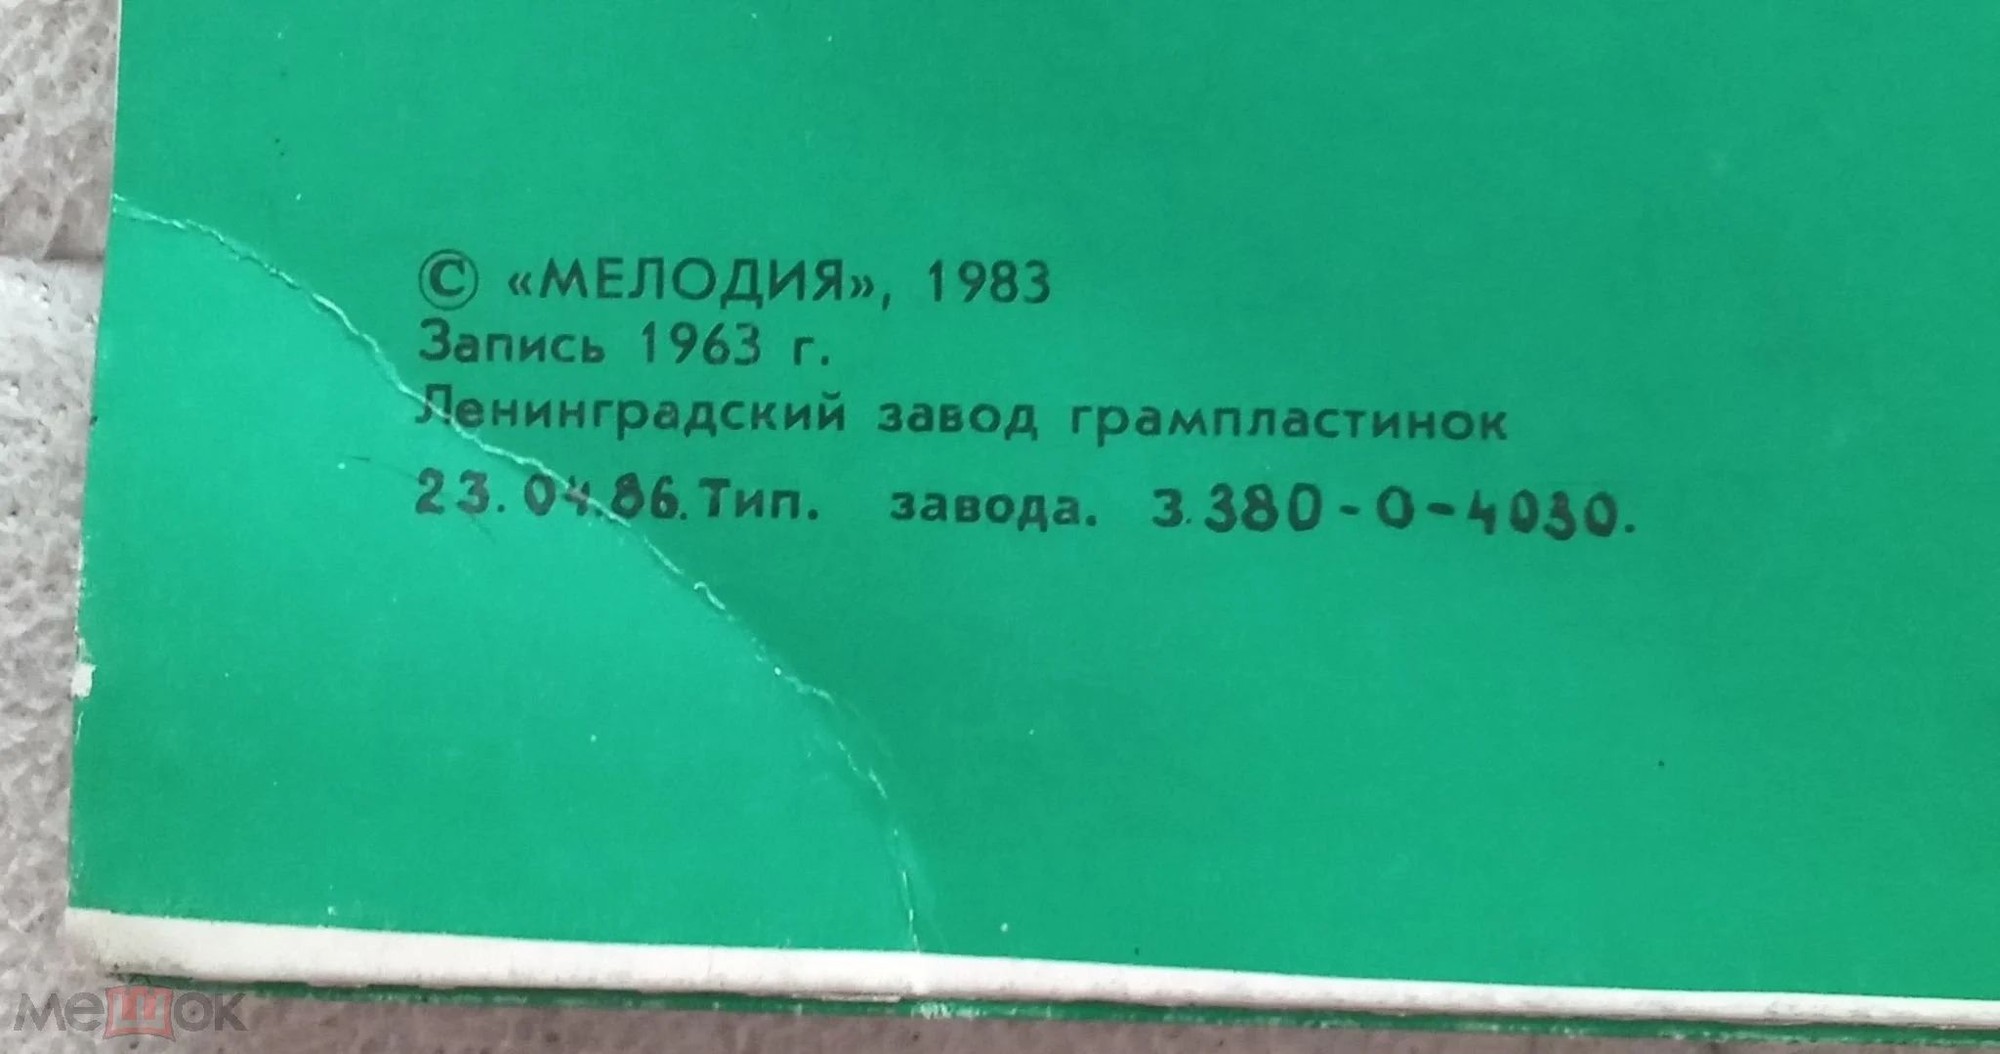 © «МЕЛОДИЯ», 1983
Запись 1963 г.
Ленинградский завод грампластинок
23.04.86. Тип. завода. З.380-0-4030.
мешок